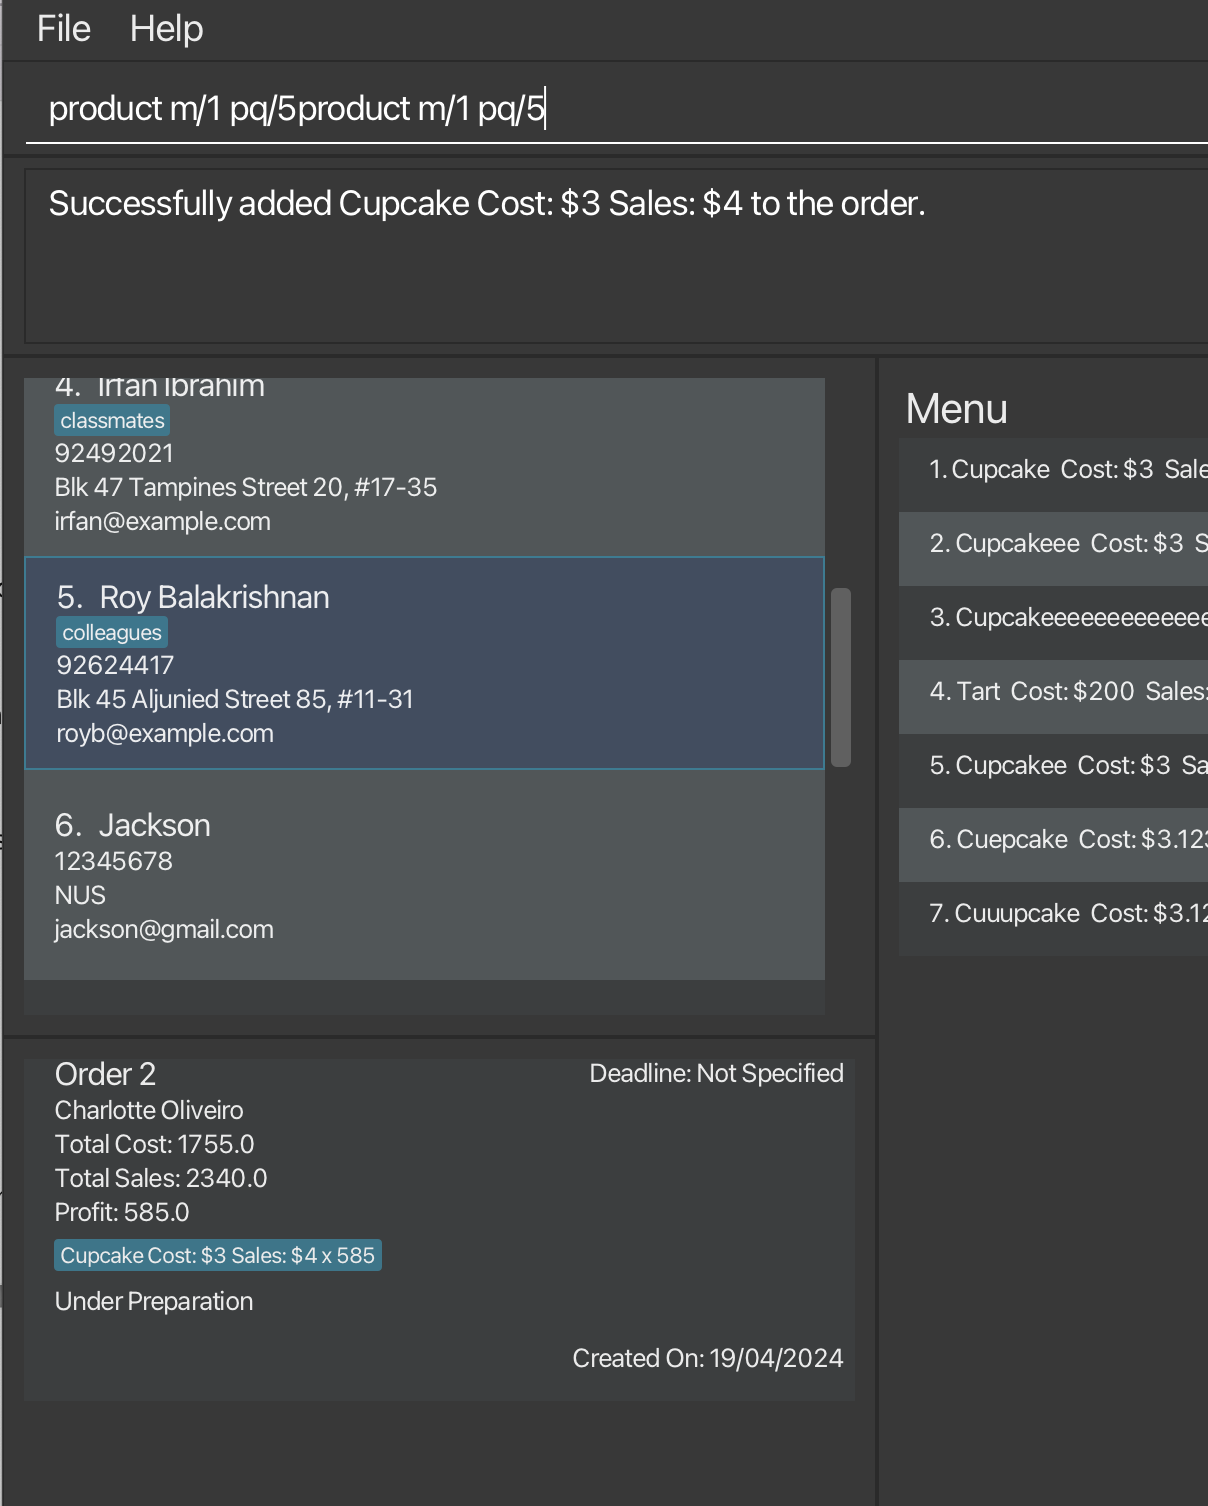 File Help
product m/1 pq/5product m/1 pq/5
Successfully added Cupcake Cost: $3 Sales: $4 to the order.
4. Irfan Ibrahim
classmates
92492021
Blk 47 Tampines Street 20, #17-35
irfan@example.com
5. Roy Balakrishnan
colleagues
92624417
Blk 45 Aljunied Street 85, #11-31
royb@example.com
6. Jackson
12345678
NUS
jackson@gmail.com
Order 2
Deadline: Not Specified
Charlotte Oliveiro
Total Cost: 1755.0
Total Sales: 2340.0
Profit: 585.0
Cupcake Cost: $3 Sales: $4 x 585
Under Preparation
Created On: 19/04/2024
Menu
1. Cupcake Cost: $3 Sale
2. Cupcakeee Cost: $3 S
3. Cupcakeeeeeeeeeeeee
4. Tart Cost: $200 Sales:
5. Cupcakee Cost: $3 Sa
6. Cuepcake Cost: $3.123
7. Cuuupcake Cost: $3.12